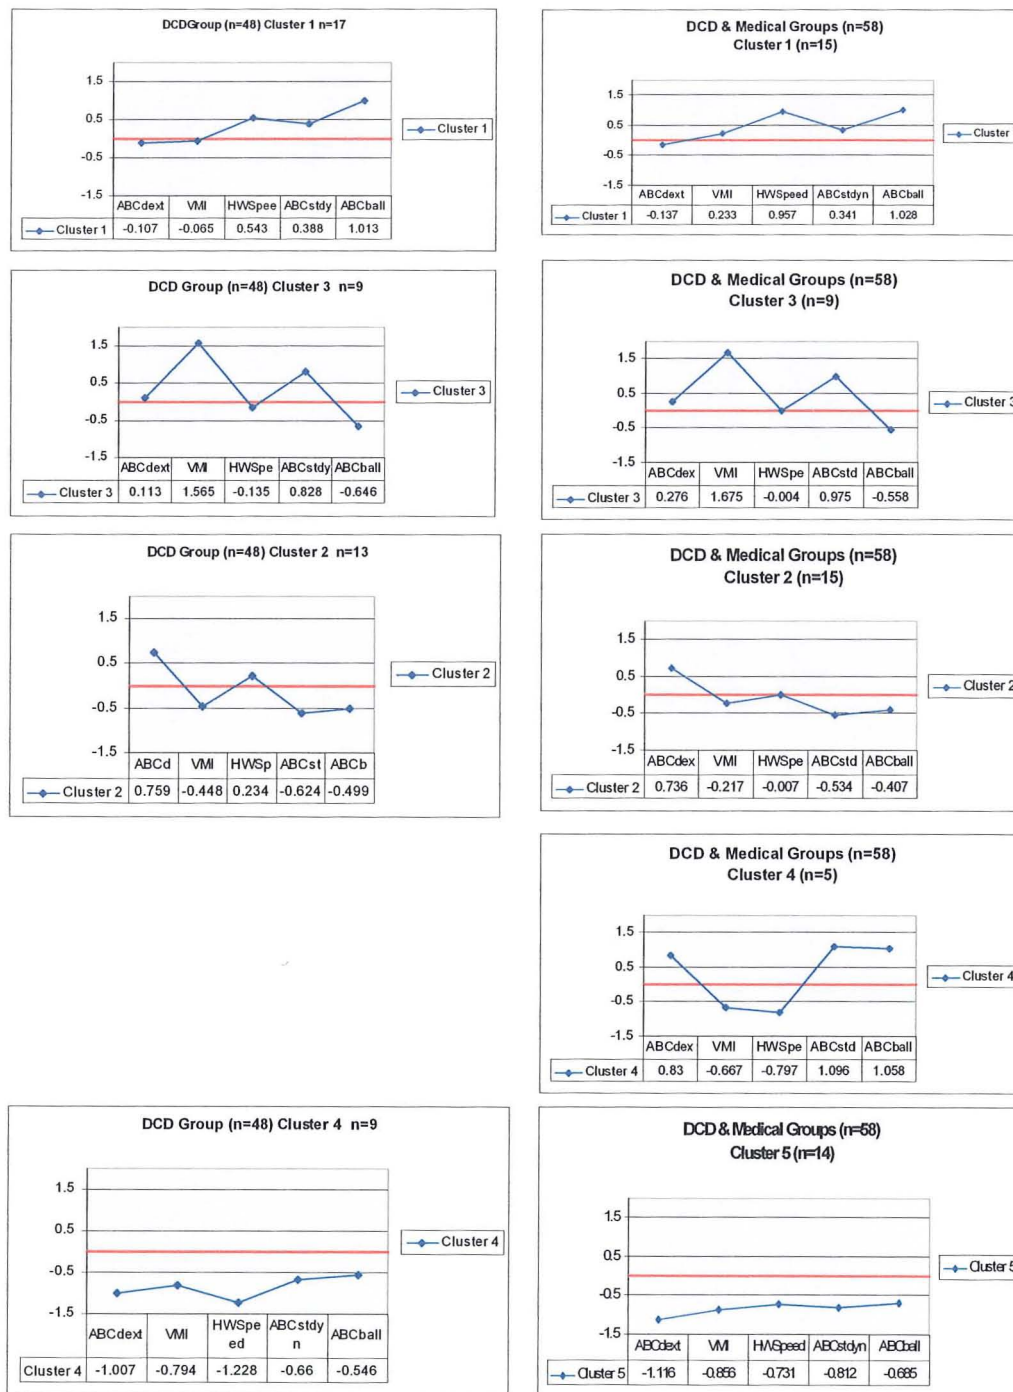 DCDGroup (n=48) Cluster 1 n=17
1.5
0.5
-0.5
-1.5
Cluster 1
ABCdext VMI HWSpee ABCstdy ABCball
Cluster 1 -0.107 -0.065 0.543 0.388 1.013
DCD & Medical Groups (n=58)
Cluster 1 (n=15)
1.5
0.5
-0.5
-1.5
Cluster
ABCdext VMI HWSpeed ABCstdyn ABCball
Cluster 1 -0.137 0.233 0.957 0.341 1.028
DCD Group (n=48) Cluster 3 n=9
1.5
0.5
-0.5
-1.5
Cluster 3
ABCdext VMI HWSpe ABCstdy ABCball
Cluster 3 0.113 1.565 -0.135 0.828 -0.646
DCD & Medical Groups (n=58)
Cluster 3 (n=9)
1.5
0.5
-0.5
-1.5
Cluster 3
ABCdex VMI HWSpe ABCstd ABCball
Cluster 3 0.276 1.675 -0.004 0.975 -0.558
DCD Group (n=48) Cluster 2 n=13
1.5
0.5
-0.5
-1.5
Cluster 2
ABCd VMI HWSp ABCst ABCb
Cluster 2 0.759 -0.448 0.234 -0.624 -0.499
DCD & Medical Groups (n=58)
Cluster 2 (n=15)
1.5
0.5
-0.5
-1.5
Cluster 2
ABCdex VMI HWSpe ABCstd ABCball
Cluster 2 0.736 -0.217 -0.007 -0.534 -0.407
DCD & Medical Groups (n=58)
Cluster 4 (n=5)
1.5
0.5
-0.5
-1.5
Cluster 4
ABCdex VMI HWSpe ABCstd ABCball
Cluster 4 0.83 -0.667 -0.797 1.096 1.058
DCD Group (n=48) Cluster 4 n=9
1.5
0.5
-0.5
-1.5
Cluster 4
ABCdext VMI HWSpe ABCstdy ABCball
ed n
Cluster 4 -1.007 -0.794 -1.228 -0.66 -0.546
DCD & Medical Groups (n=58)
Cluster 5 (n=14)
1.5
0.5
-0.5
-1.5
Cluster 5
ABCdext VMI HWSpeed ABCstdyn ABCball
Cluster 5 -1.116 -0.856 -0.731 -0.812 -0.685